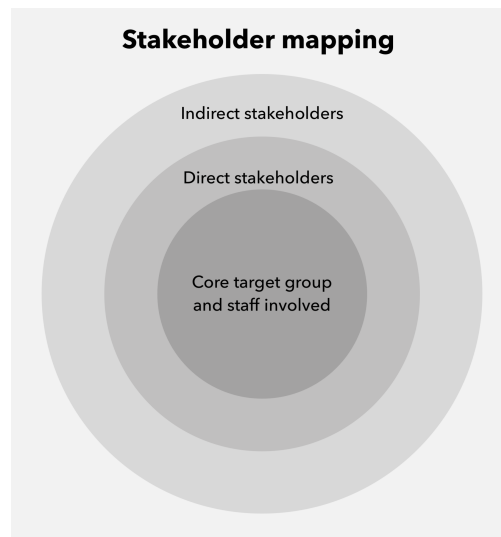 Stakeholder mapping
Indirect stakeholders
Direct stakeholders
Core target group
and staff involved